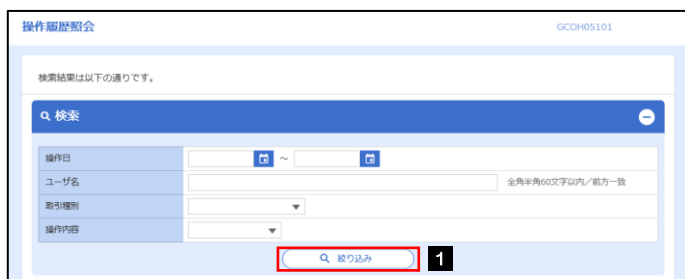 操作履歴照会 GCOH05101
検索結果は以下の通りです。
検索
操作日 ～
ユーザ名 全角半角60文字以内／前方一致
取引種別
操作内容
絞り込み 1